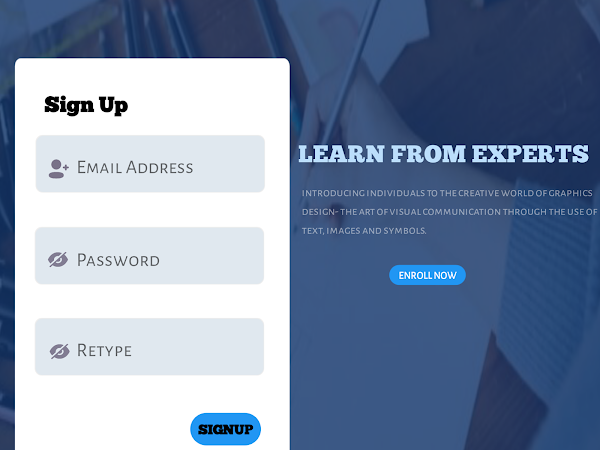 Sign Up
Email Address
Password
Retype
SIGNUP
LEARN FROM EXPERTS
INTRODUCING INDIVIDUALS TO THE CREATIVE WORLD OF GRAPHICS
DESIGN- THE ART OF VISUAL COMMUNICATION THROUGH THE USE OF
TEXT, IMAGES AND SYMBOLS.
ENROLL NOW